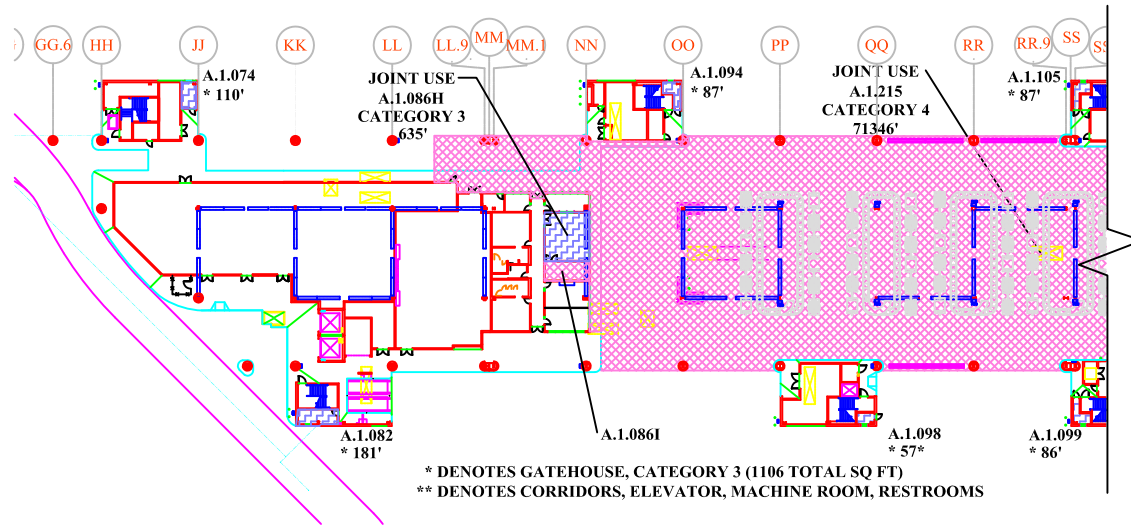 GG.6 HH JJ KK LL LL.9 MM MM.1 NN OO PP QQ RR RR.9 SS
A.1.074
* 110'
JOINT USE
A.1.086H
CATEGORY 3
635'
A.1.094
* 87'
JOINT USE
A.1.215
CATEGORY 4
71346'
A.1.105
* 87'
A.1.082
* 181'
A.1.086I
A.1.098
* 57*
A.1.099
* 86'
* DENOTES GATEHOUSE, CATEGORY 3 (1106 TOTAL SQ FT)
** DENOTES CORRIDORS, ELEVATOR, MACHINE ROOM, RESTROOMS